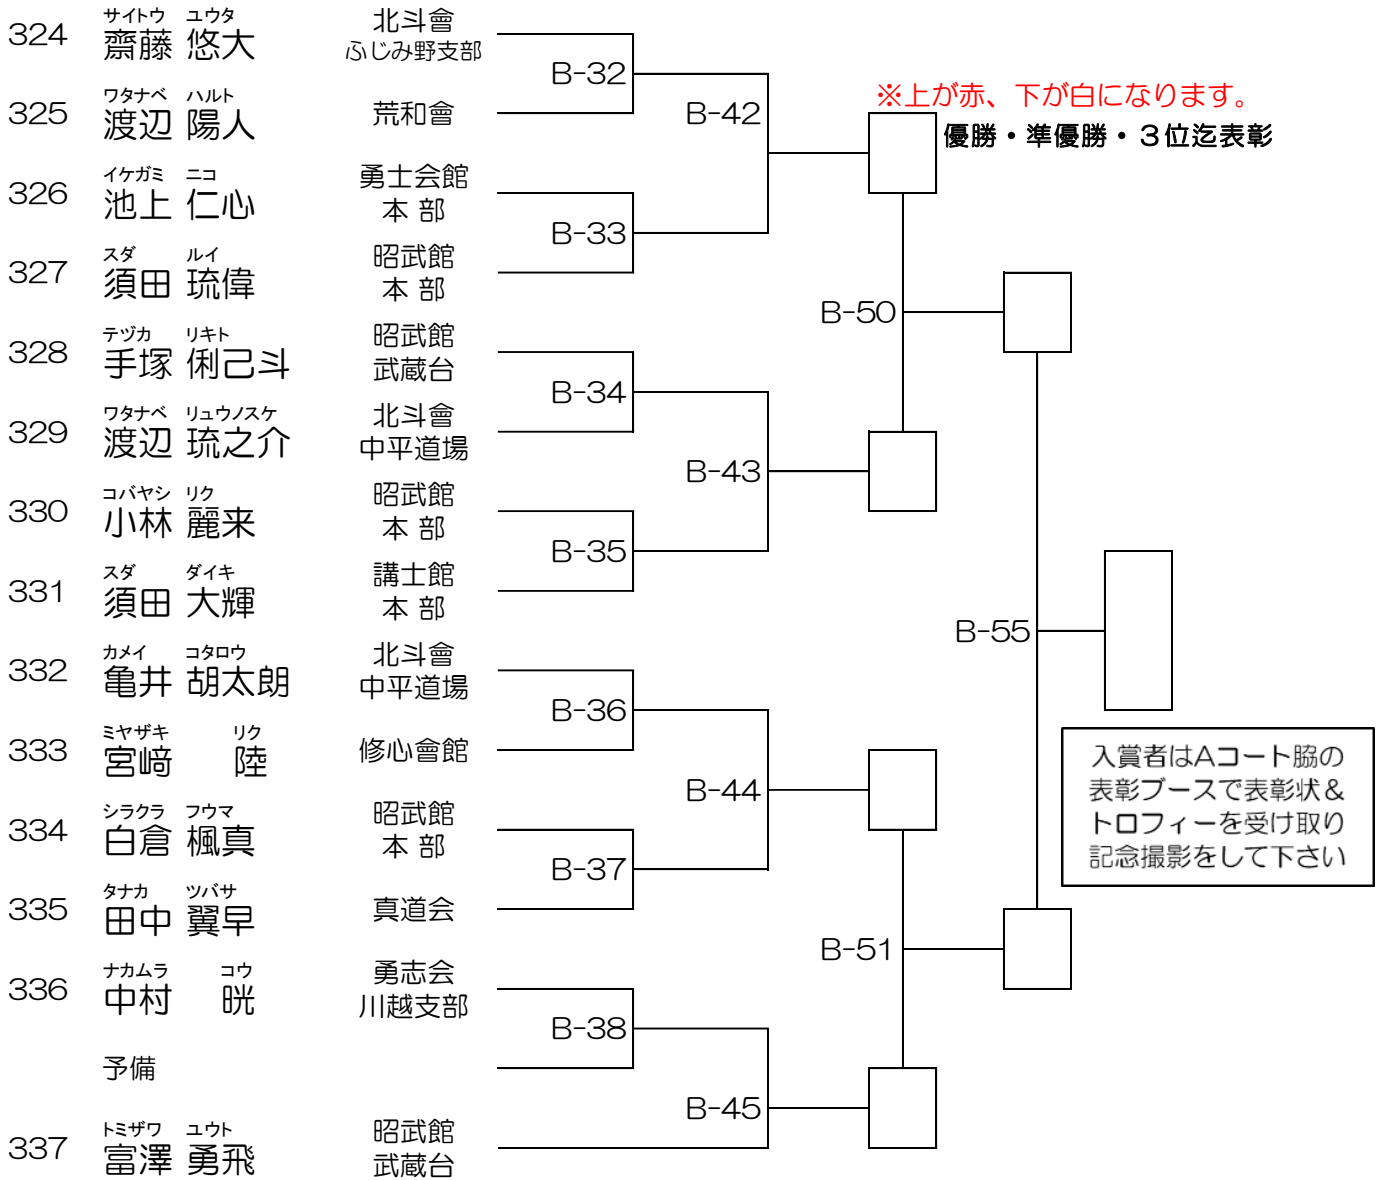 サイトウ ユウタ
324 齋藤 悠大 北斗會
ふじみ野支部
B-32
ワタナベ ハルト
325 渡辺 陽人 荒和會
B-42
※上が赤、下が白になります。
優勝・準優勝・３位迄表彰
イケガミ ニコ
326 池上 仁心 勇士会館
本 部
B-33
スダ ルイ
327 須田 琉偉 昭武館
本 部
B-50
テヅカ リキト
328 手塚 俐己斗 昭武館
武蔵台
B-34
ワタナベ リュウノスケ
329 渡辺 琉之介 北斗會
中平道場
B-43
コバヤシ リク
330 小林 麗来 昭武館
本 部
B-35
スダ ダイキ
331 須田 大輝 講士館
本 部
B-55
カメイ コタロウ
332 亀井 胡太朗 北斗會
中平道場
B-36
ミヤザキ リク
333 宮﨑 陸 修心會館
B-44
入賞者はAコート脇の
表彰ブースで表彰状＆
トロフィーを受け取り
記念撮影をして下さい
シラクラ フウマ
334 白倉 楓真 昭武館
本 部
B-37
タナカ ツバサ
335 田中 翼早 真道会
B-51
ナカムラ コウ
336 中村 晄 勇志会
川越支部
B-38
予備
B-45
トミザワ ユウト
337 富澤 勇飛 昭武館
武蔵台